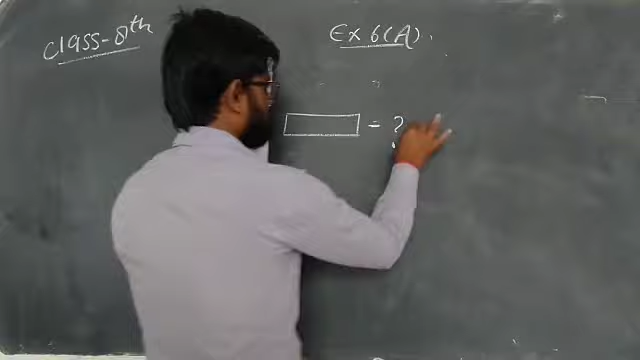 Class-8th
Ex 6(A).
= ?